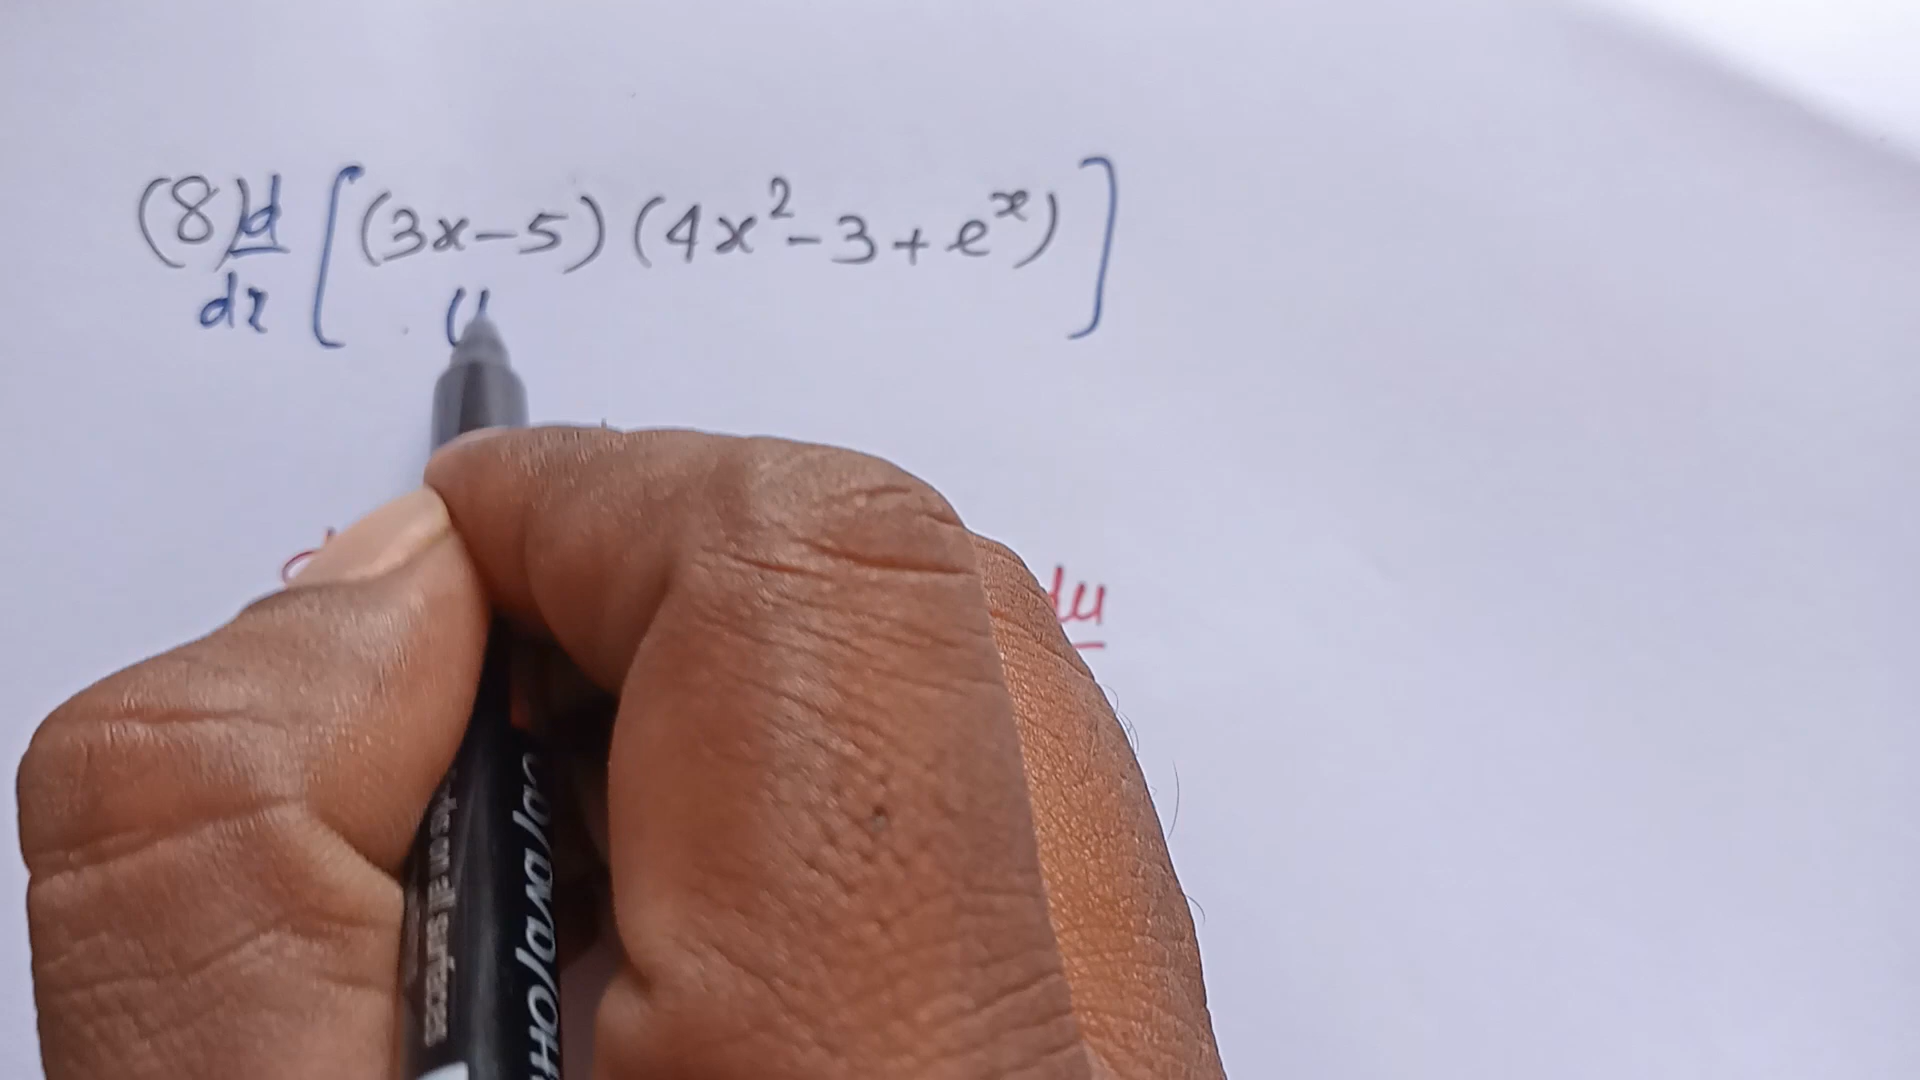 (8) d/dx [(3x-5) (4x²-3+eˣ)]
u
du